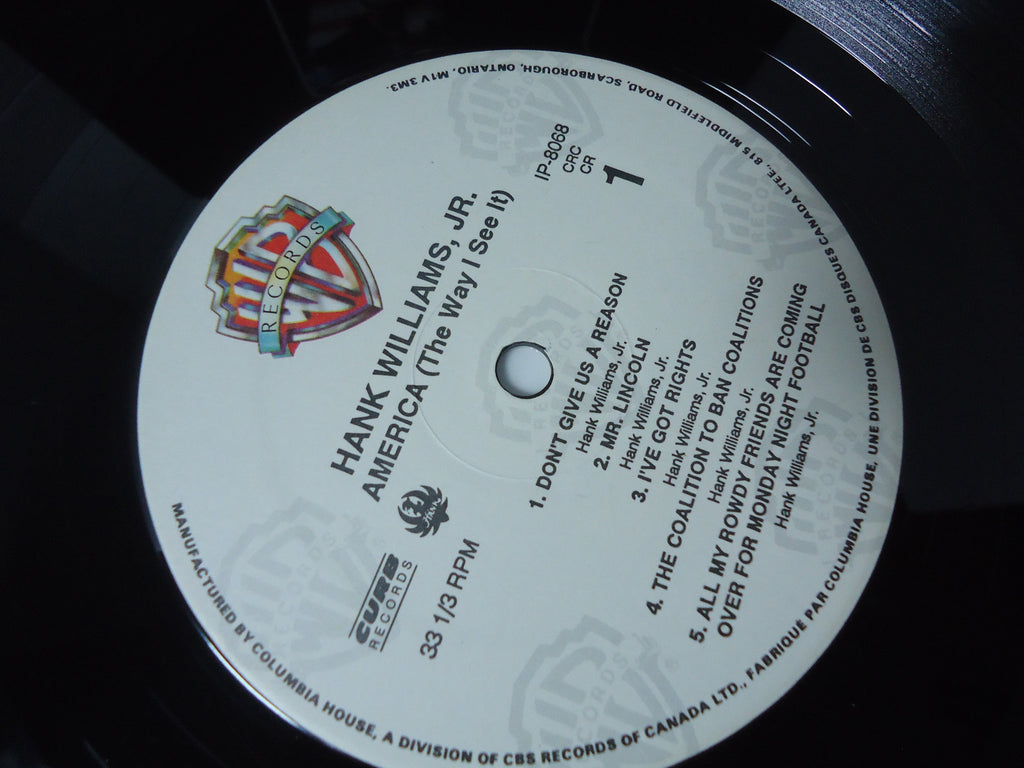 RECORDS
HANK WILLIAMS, JR.
AMERICA (The Way I See It)
CURB
RECORDS
33 1/3 RPM
IP-8068
CRC
CR
1
1. DON'T GIVE US A REASON
Hank Williams, Jr.
2. MR. LINCOLN
Hank Williams, Jr.
3. I'VE GOT RIGHTS
Hank Williams, Jr.
4. THE COALITION TO BAN COALITIONS
Hank Williams, Jr.
5. ALL MY ROWDY FRIENDS ARE COMING
OVER FOR MONDAY NIGHT FOOTBALL
Hank Williams, Jr.
MANUFACTURED BY COLUMBIA HOUSE, A DIVISION OF CBS RECORDS OF CANADA LTD., FABRIQUE PAR COLUMBIA HOUSE, UNE DIVISION DE CBS DISQUES CANADA LTEE., 815 MIDDLEFIELD ROAD, SCARBOROUGH, ONTARIO, M1V 3M3.